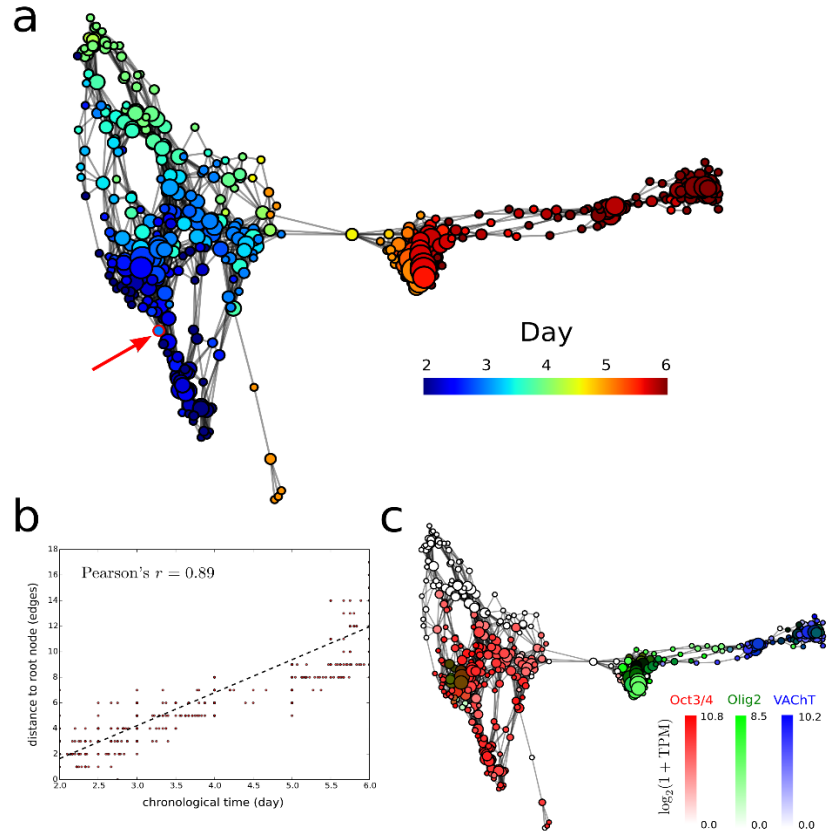 a
Day
2 3 4 5 6
b
c
Pearson's r = 0.89
distance to root node (edges)
18
16
14
12
10
8
6
4
2
0
2.0 2.5 3.0 3.5 4.0 4.5 5.0 5.5 6.0
chronological time (day)
Oct3/4 Olig2 VAChT
10.8 8.5 10.2
log2(1 + TPM)
0.0 0.0 0.0